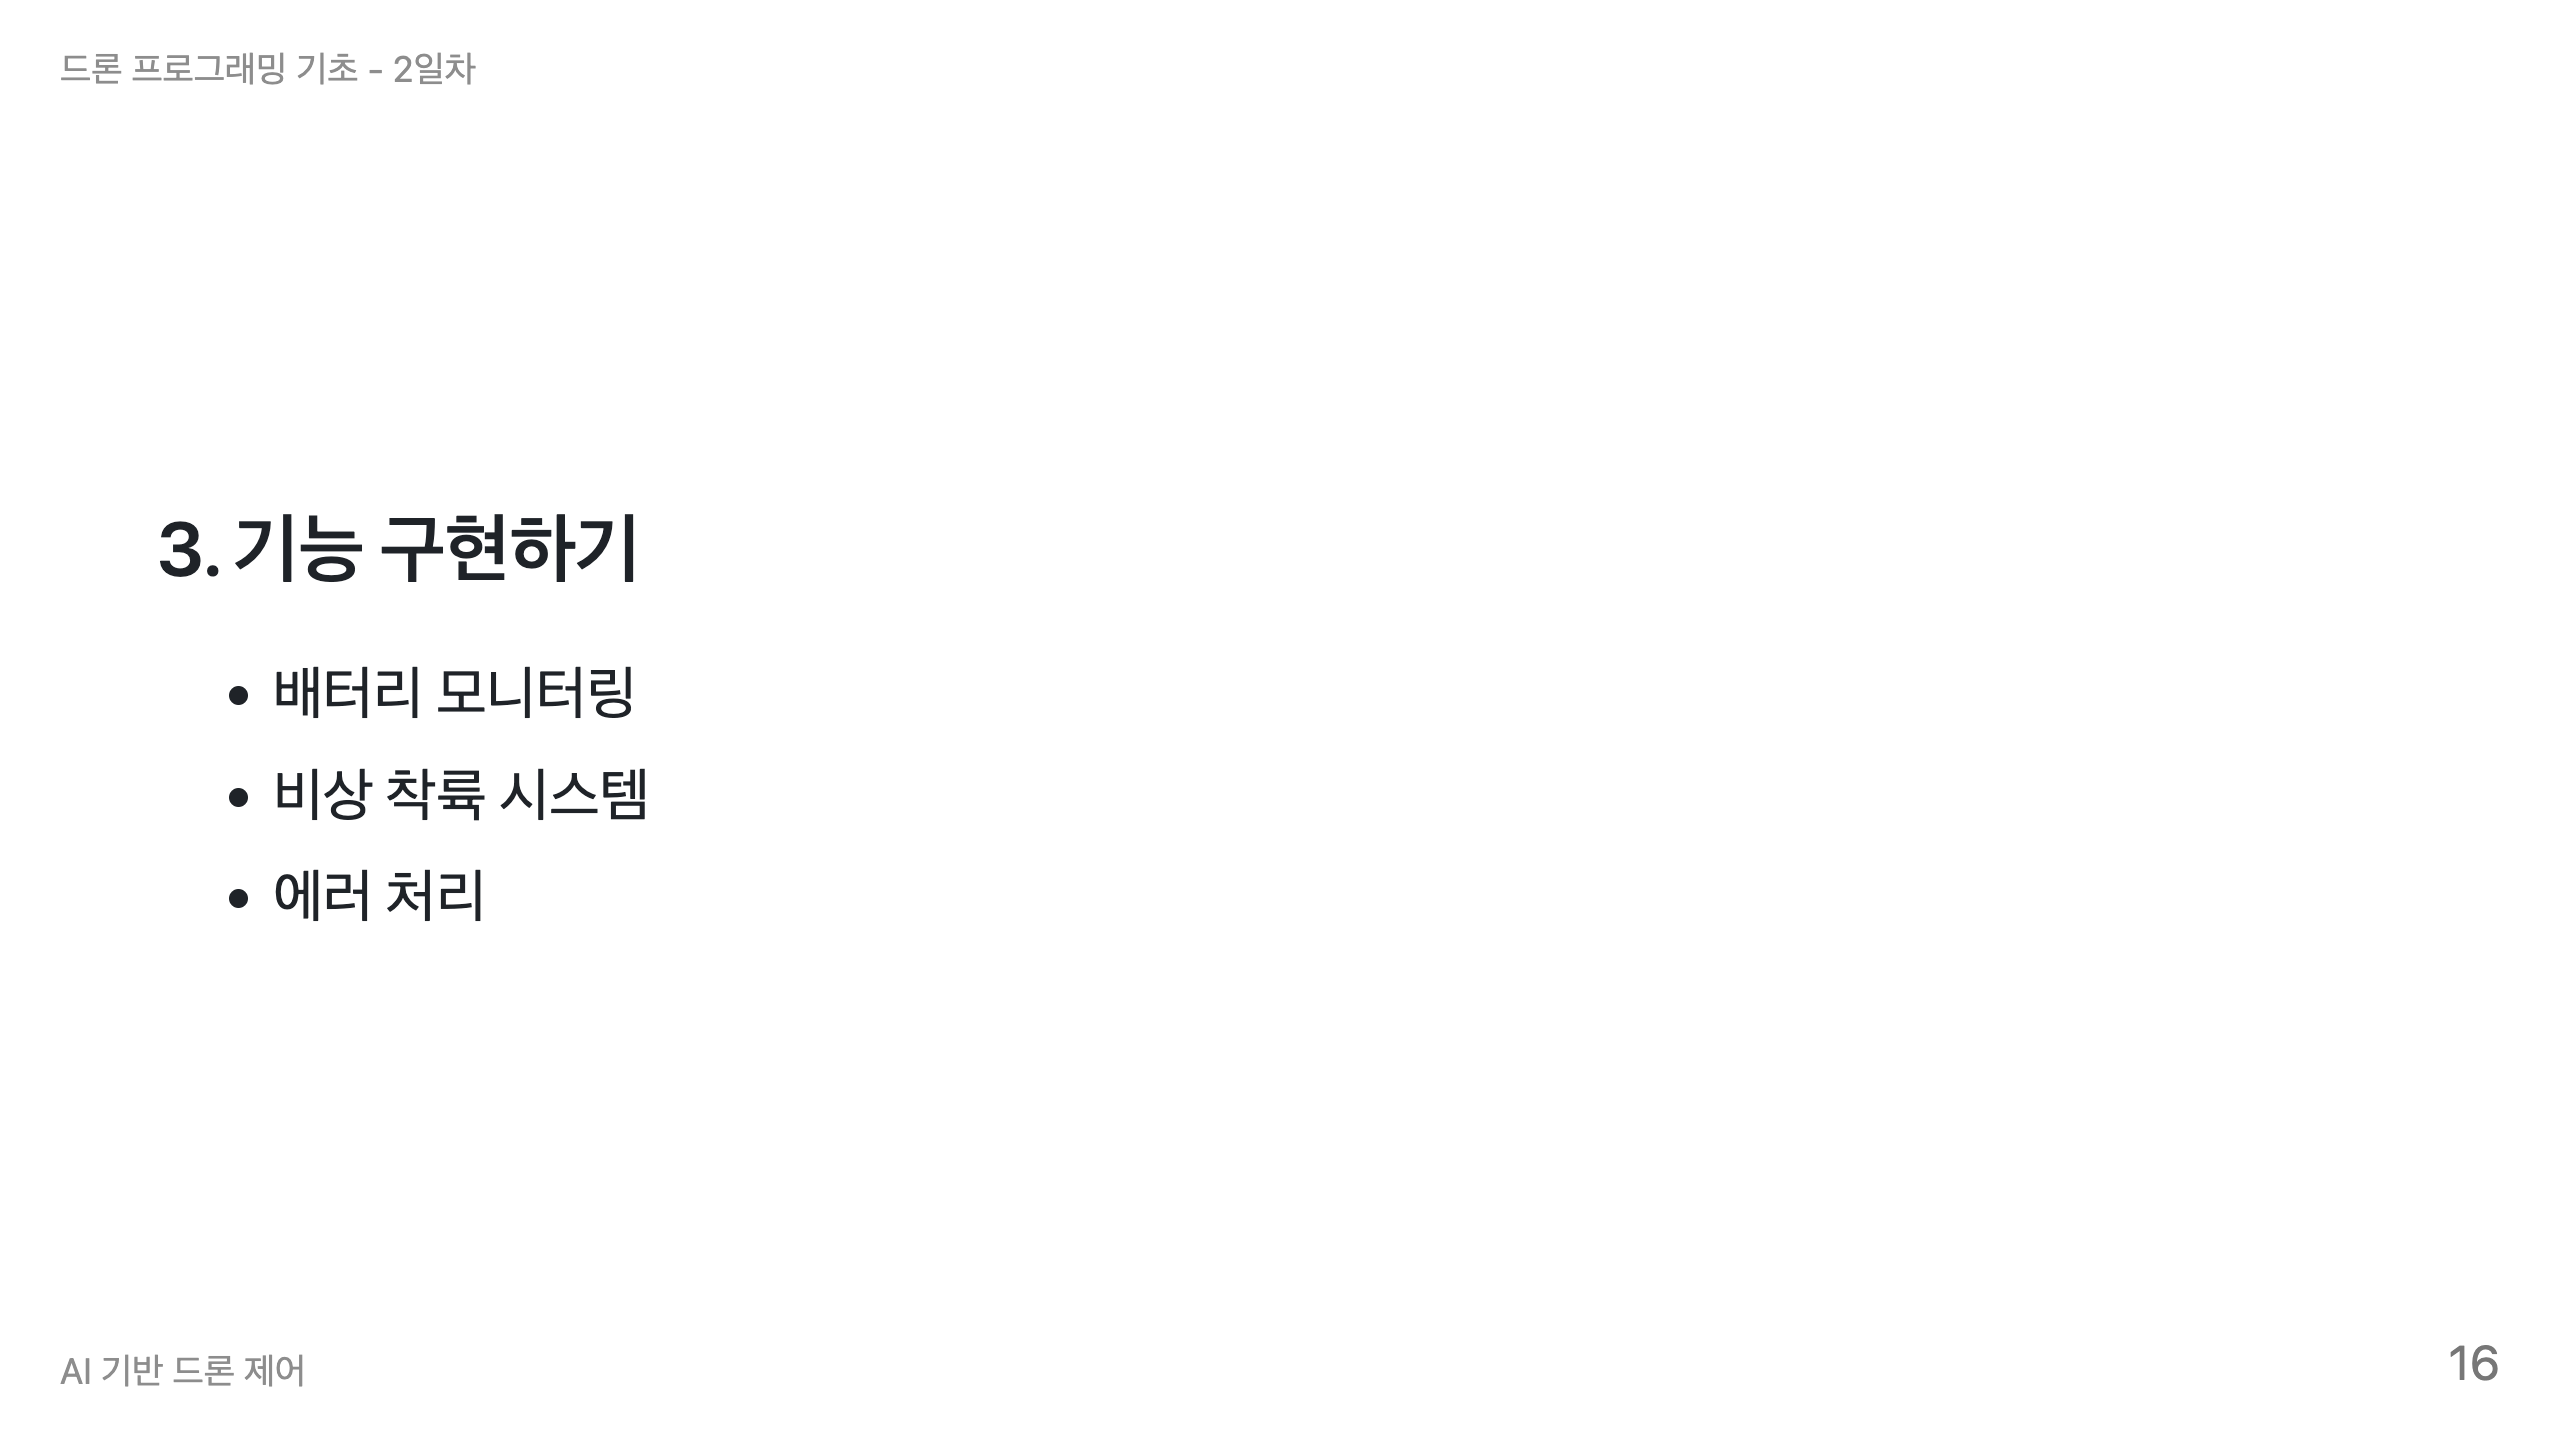 드론 프로그래밍 기초 - 2일차
3. 기능 구현하기
• 배터리 모니터링
• 비상 착륙 시스템
• 에러 처리
AI 기반 드론 제어
16